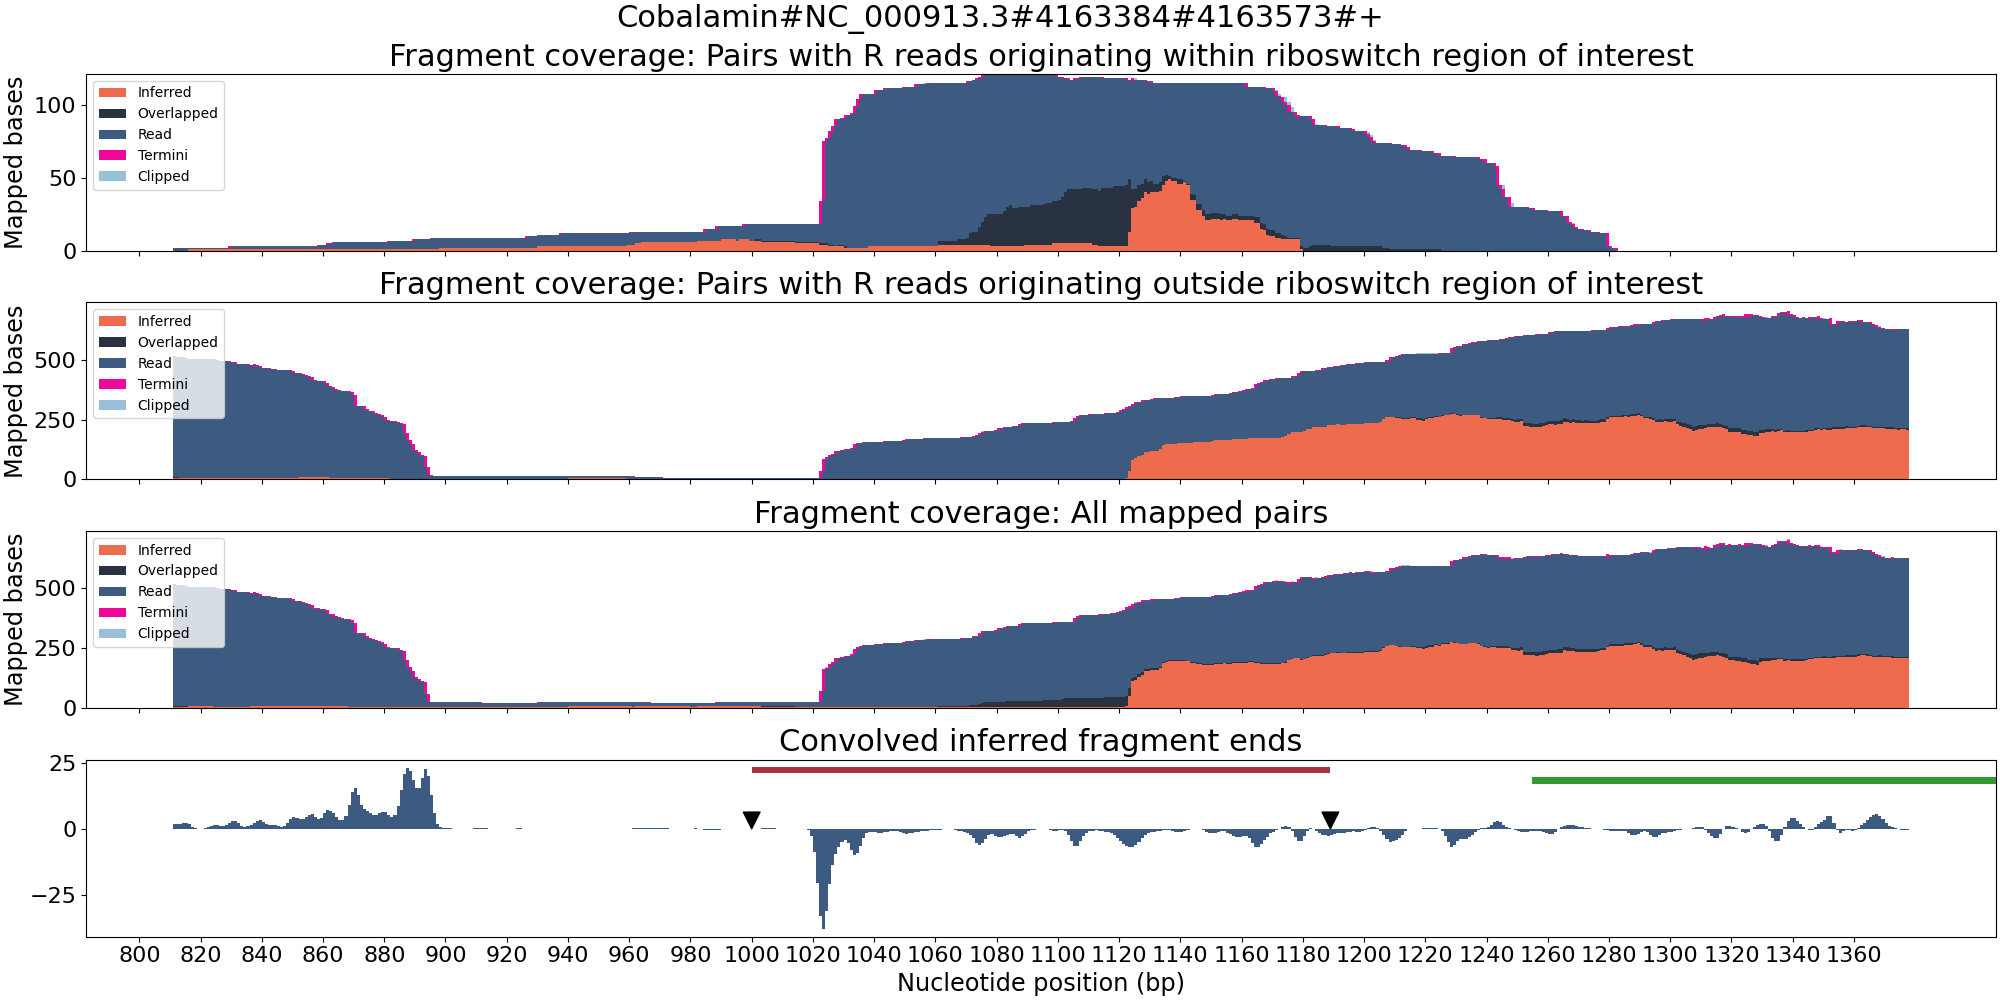 Cobalamin#NC_000913.3#4163384#4163573#+
Fragment coverage: Pairs with R reads originating within riboswitch region of interest
Mapped bases
100
50
0
Inferred
Overlapped
Read
Termini
Clipped
Fragment coverage: Pairs with R reads originating outside riboswitch region of interest
Mapped bases
500
250
0
Inferred
Overlapped
Read
Termini
Clipped
Fragment coverage: All mapped pairs
Mapped bases
500
250
0
Inferred
Overlapped
Read
Termini
Clipped
Convolved inferred fragment ends
25
0
−25
800 820 840 860 880 900 920 940 960 980 1000 1020 1040 1060 1080 1100 1120 1140 1160 1180 1200 1220 1240 1260 1280 1300 1320 1340 1360
Nucleotide position (bp)